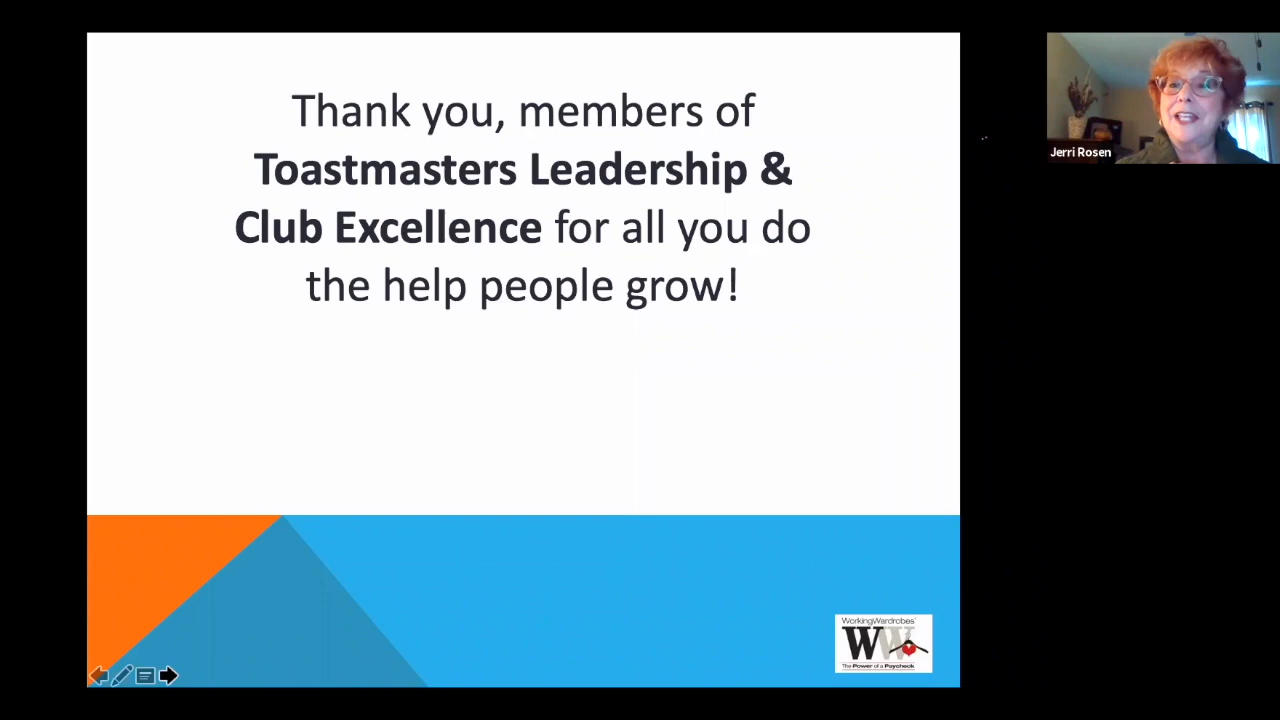 Thank you, members of
Toastmasters Leadership &
Club Excellence for all you do
the help people grow!
Jerri Rosen
WorkingWardrobes
WW
The Power of a Paycheck